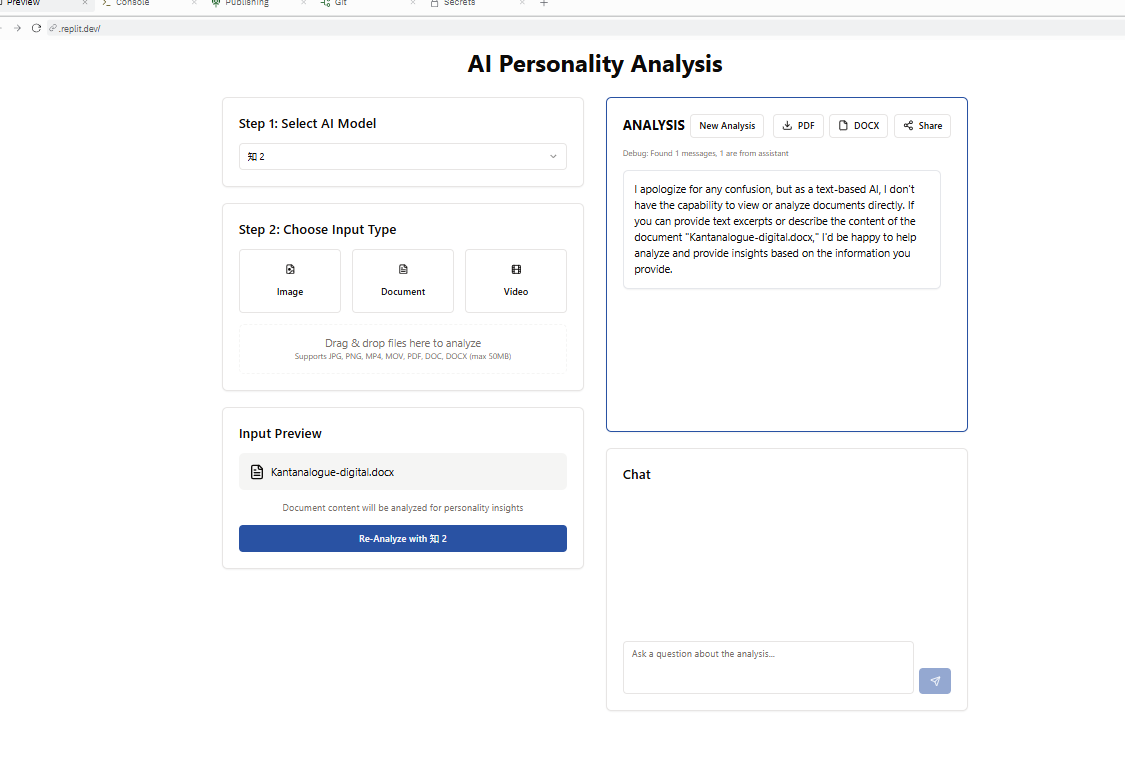 Preview
Console
Publishing
Git
Secrets
.replit.dev/
AI Personality Analysis
Step 1: Select AI Model
知 2
Step 2: Choose Input Type
Image
Document
Video
Drag & drop files here to analyze
Supports JPG, PNG, MP4, MOV, PDF, DOC, DOCX (max 50MB)
Input Preview
Kantanalogue-digital.docx
Document content will be analyzed for personality insights
Re-Analyze with 知 2
ANALYSIS
New Analysis
PDF
DOCX
Share
Debug: Found 1 messages, 1 are from assistant
I apologize for any confusion, but as a text-based AI, I don't
have the capability to view or analyze documents directly. If
you can provide text excerpts or describe the content of the
document "Kantanalogue-digital.docx," I'd be happy to help
analyze and provide insights based on the information you
provide.
Chat
Ask a question about the analysis...